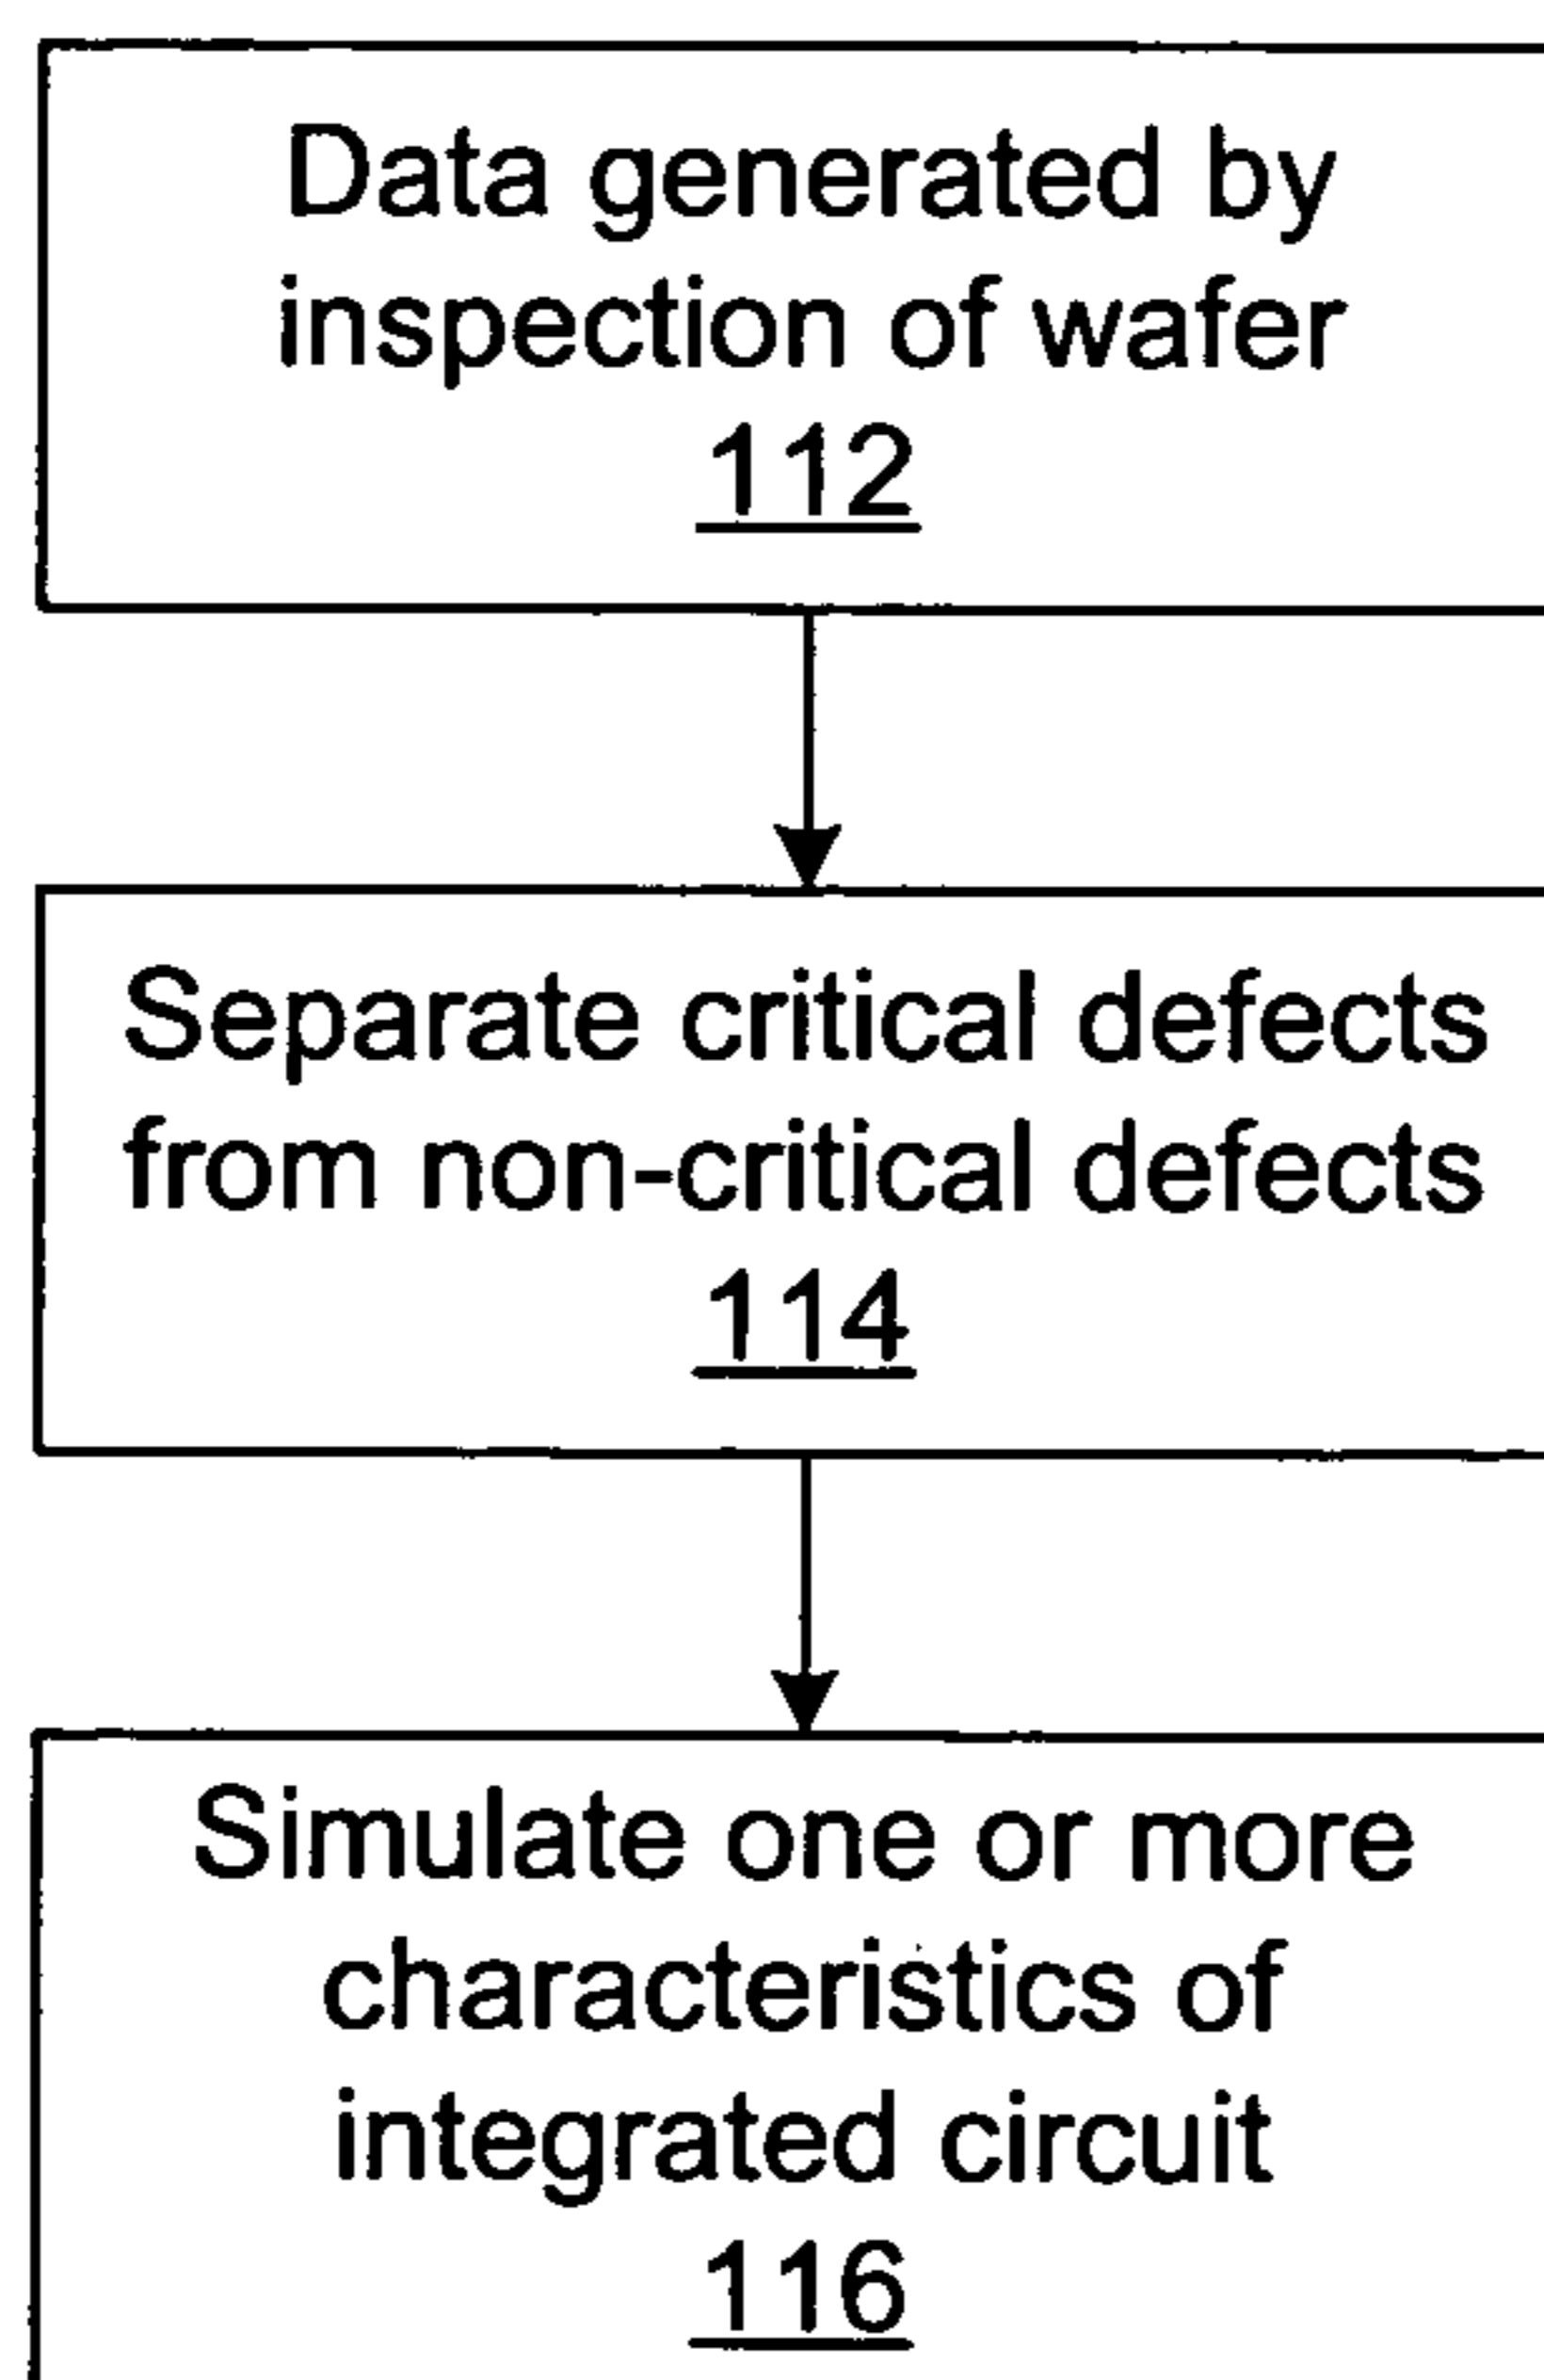 Data generated by
inspection of wafer
112
Separate critical defects
from non-critical defects
114
Simulate one or more
characteristics of
integrated circuit
116